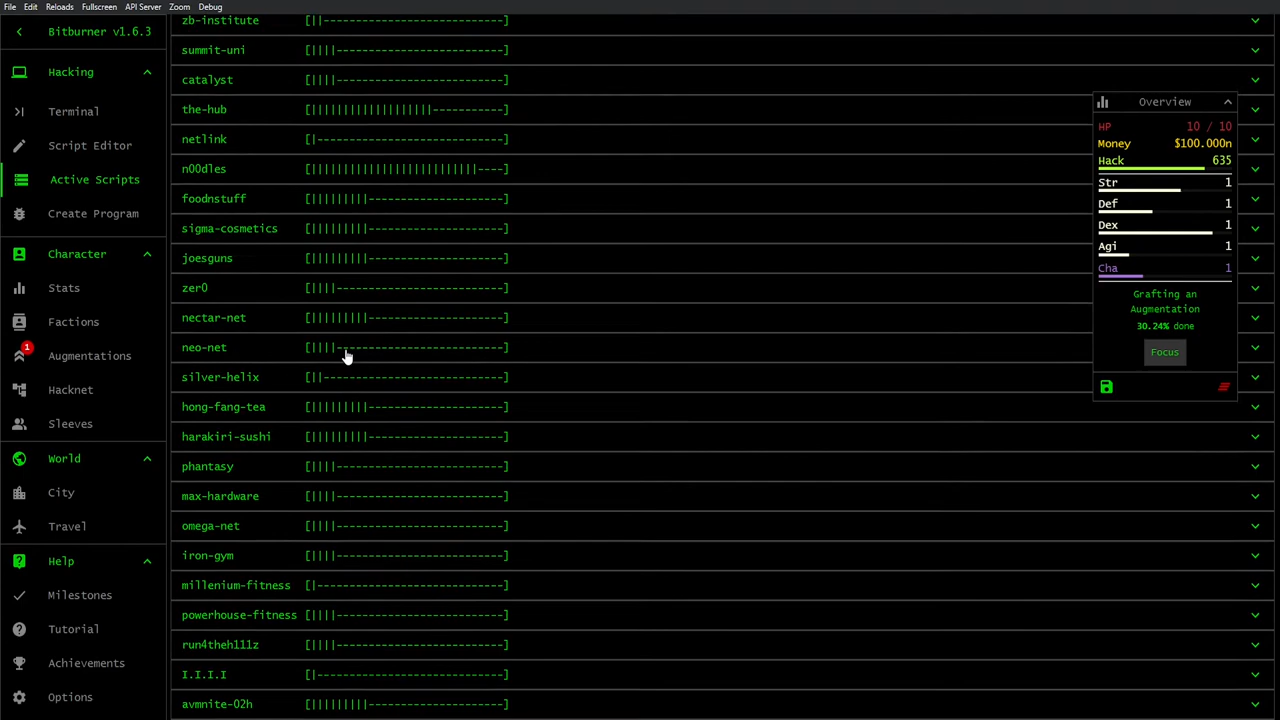 File Edit Reloads Fullscreen API Server Zoom Debug
Bitburner v1.6.3
Hacking
Terminal
Script Editor
Active Scripts
Create Program
Character
Stats
Factions
1
Augmentations
Hacknet
Sleeves
World
City
Travel
Help
Milestones
Tutorial
Achievements
Options
zb-institute [||--------------------------]
summit-uni [||||--------------------------]
catalyst [||||--------------------------]
the-hub [|||||||||||||||||||-----------]
netlink [|-----------------------------]
n00dles [||||||||||||||||||||||||||----]
foodnstuff [|||||||||---------------------]
sigma-cosmetics [|||||||||---------------------]
joesguns [|||||||||---------------------]
zer0 [||||--------------------------]
nectar-net [|||||||||---------------------]
neo-net [||||--------------------------]
silver-helix [||----------------------------]
hong-fang-tea [|||||||||---------------------]
harakiri-sushi [|||||||||---------------------]
phantasy [||||--------------------------]
max-hardware [||||--------------------------]
omega-net [||||--------------------------]
iron-gym [||||--------------------------]
millenium-fitness [|-----------------------------]
powerhouse-fitness [||||--------------------------]
run4theh111z [||||--------------------------]
I.I.I.I [|-----------------------------]
avmnite-02h [|||||||||---------------------]
Overview
HP 10 / 10
Money $100.000n
Hack 635
Str 1
Def 1
Dex 1
Agi 1
Cha 1
Grafting an
Augmentation
30.24% done
Focus